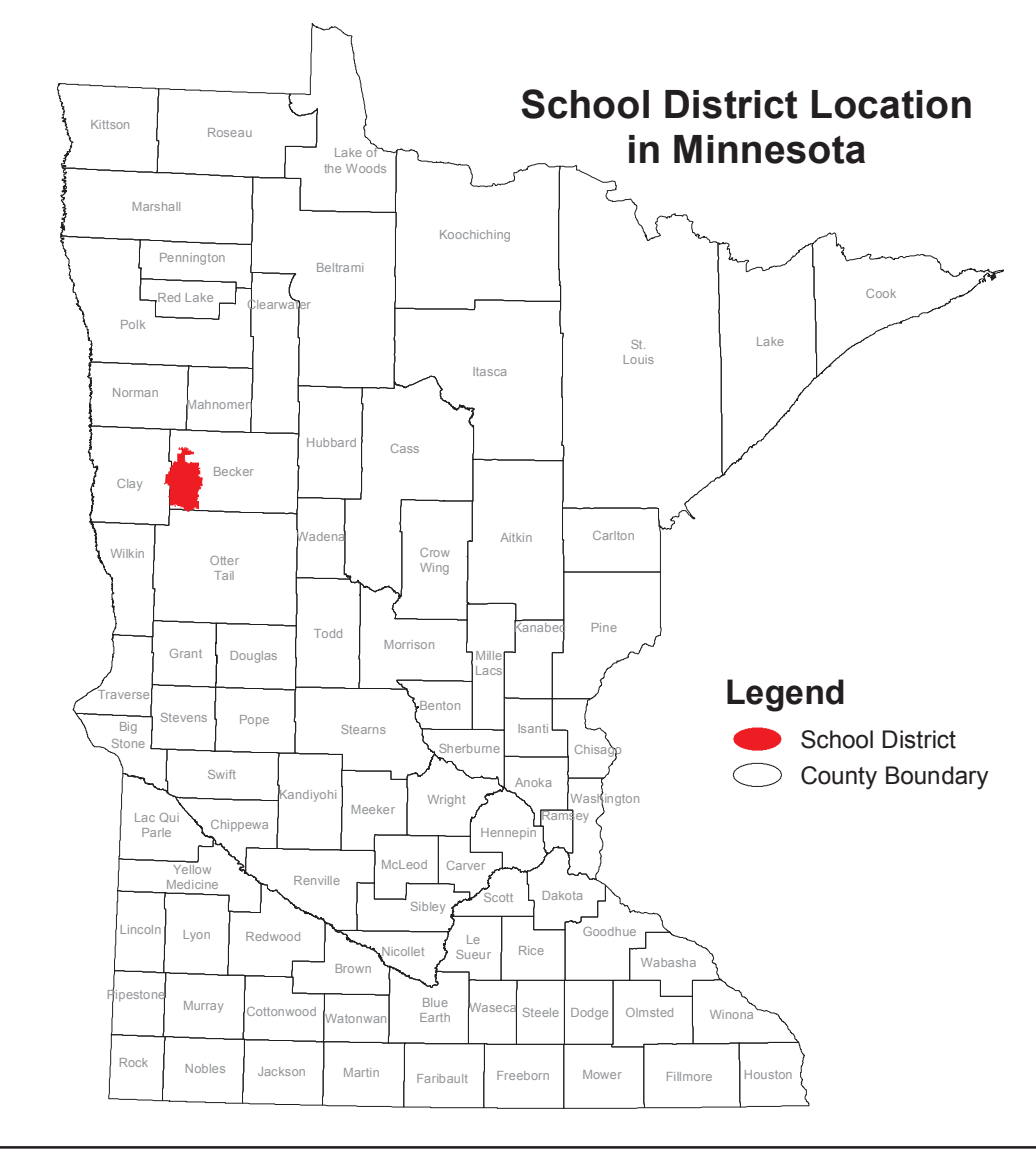 School District Location
in Minnesota
Kittson
Roseau
Lake of
the Woods
Marshall
Koochiching
Pennington
Beltrami
Red Lake
Clearwater
Cook
Polk
St.
Louis
Lake
Itasca
Norman
Mahnomen
Hubbard
Cass
Becker
Clay
Wadena
Aitkin
Carlton
Wilkin
Crow
Wing
Otter
Tail
Todd
Kanabec
Pine
Morrison
Grant
Douglas
Mille
Lacs
Traverse
Benton
Legend
Stevens
Pope
Stearns
Isanti
Big
Stone
Sherburne
Chisago
School District
Swift
County Boundary
Kandiyohi
Anoka
Meeker
Wright
Washington
Lac Qui
Parle
Chippewa
Ramsey
Hennepin
Yellow
Medicine
McLeod
Carver
Renville
Scott
Dakota
Sibley
Lincoln
Lyon
Redwood
Goodhue
Nicollet
Le
Sueur
Rice
Brown
Wabasha
Pipestone
Murray
Cottonwood
Watonwan
Blue
Earth
Waseca
Steele
Dodge
Olmsted
Winona
Rock
Nobles
Jackson
Martin
Faribault
Freeborn
Mower
Fillmore
Houston